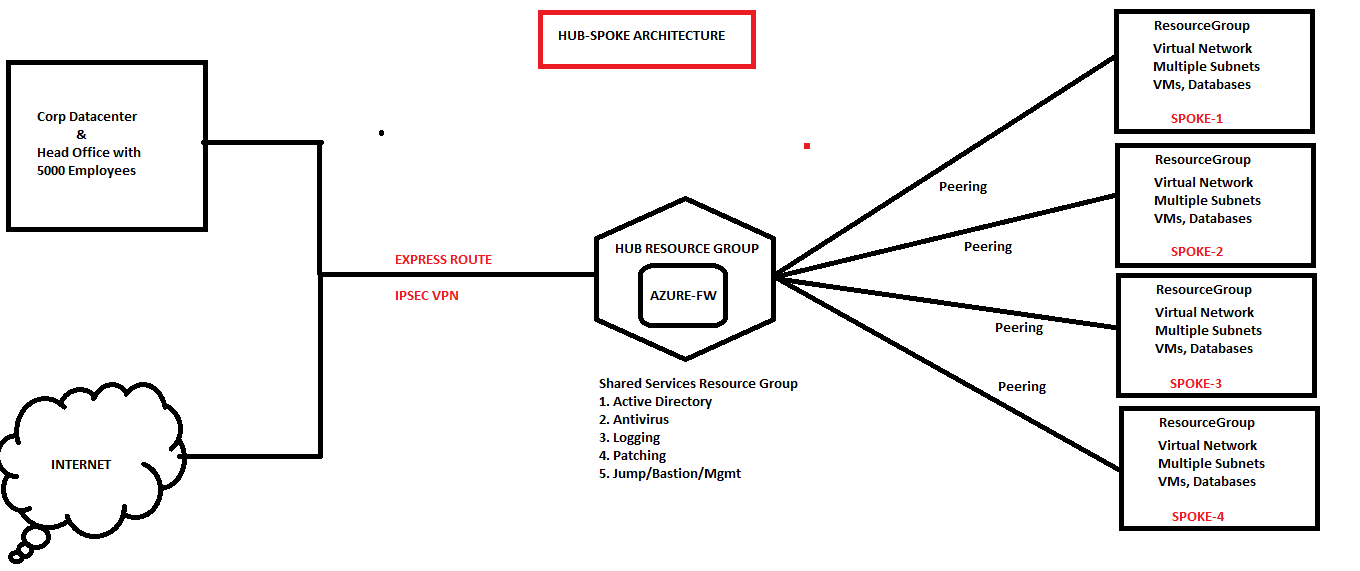 HUB-SPOKE ARCHITECTURE
Corp Datacenter
&
Head Office with
5000 Employees
INTERNET
EXPRESS ROUTE
IPSEC VPN
HUB RESOURCE GROUP
AZURE-FW
Shared Services Resource Group
1. Active Directory
2. Antivirus
3. Logging
4. Patching
5. Jump/Bastion/Mgmt
Peering
Peering
Peering
Peering
ResourceGroup
Virtual Network
Multiple Subnets
VMs, Databases
SPOKE-1
ResourceGroup
Virtual Network
Multiple Subnets
VMs, Databases
SPOKE-2
ResourceGroup
Virtual Network
Multiple Subnets
VMs, Databases
SPOKE-3
ResourceGroup
Virtual Network
Multiple Subnets
VMs, Databases
SPOKE-4